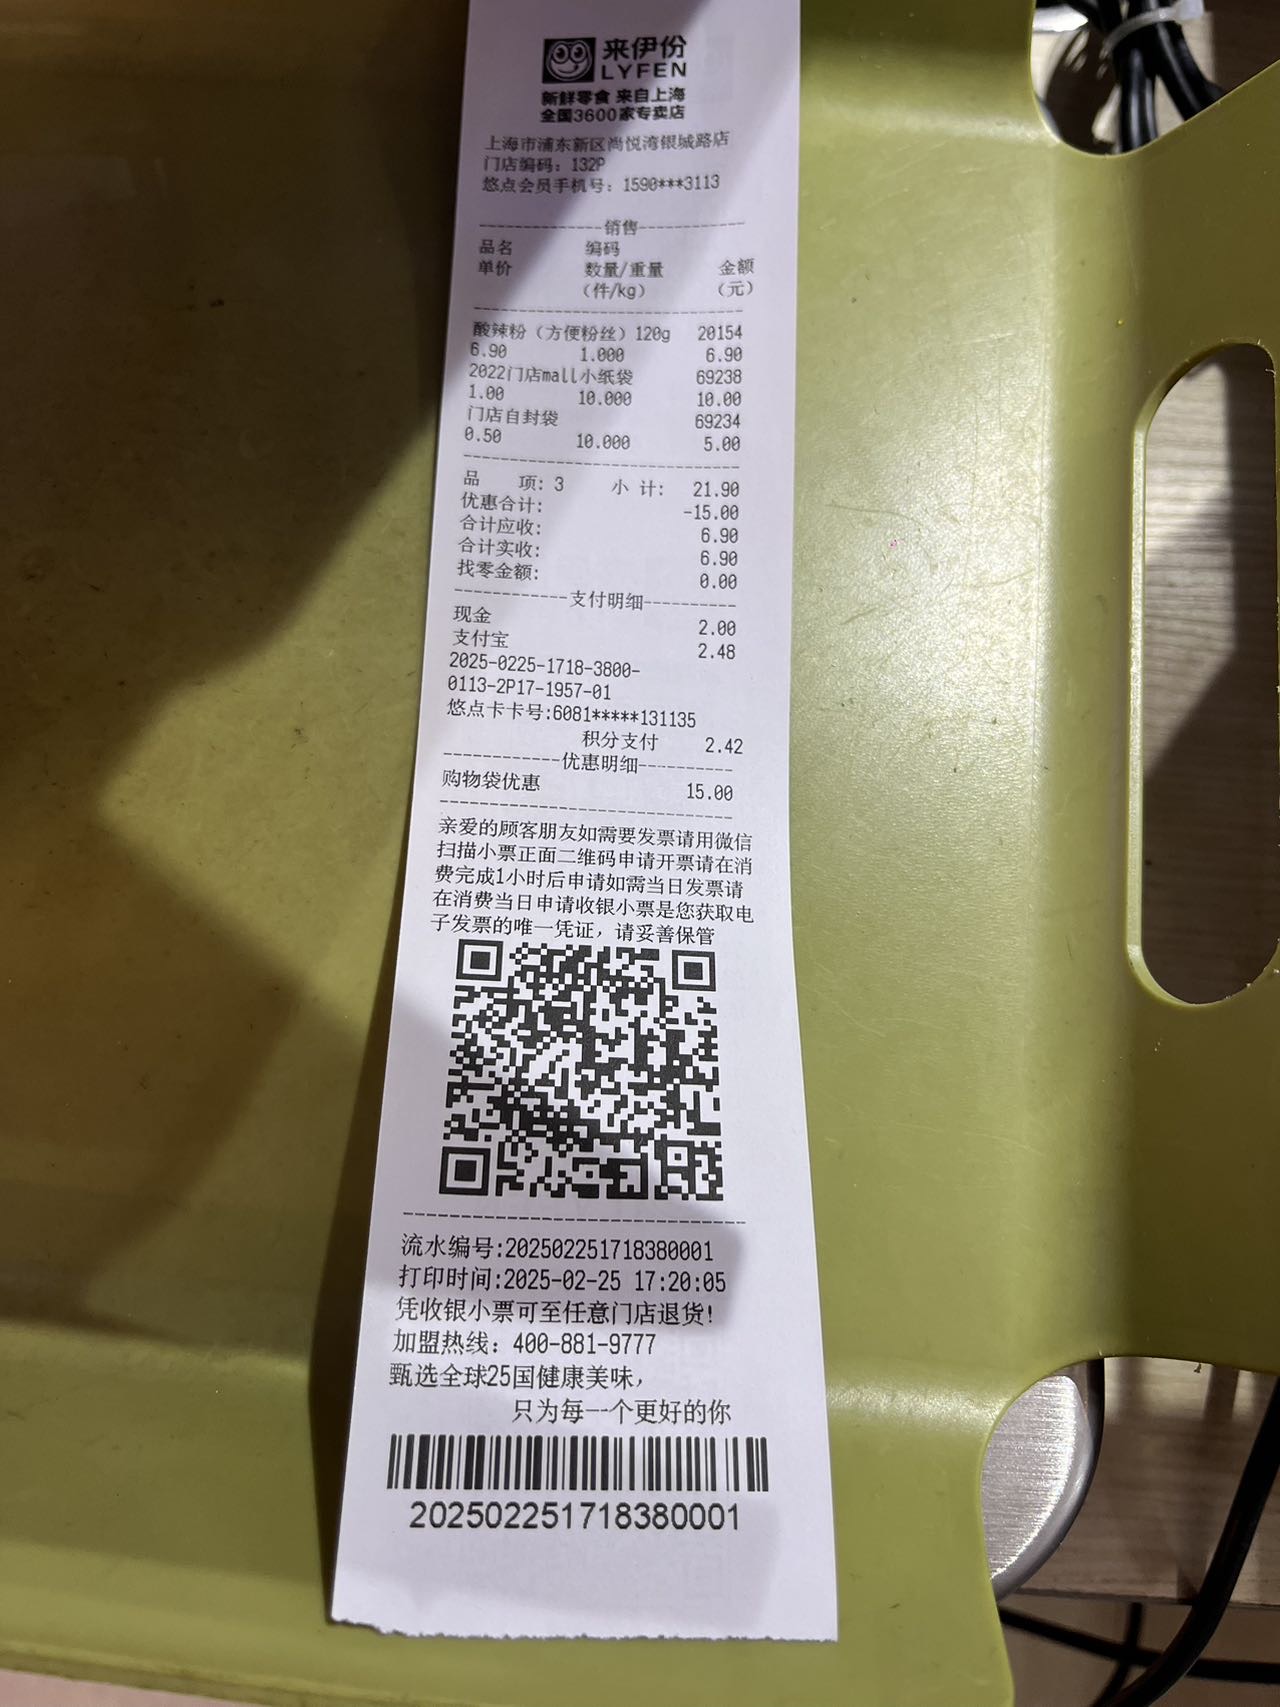 来伊份
LYFEN
新鲜零食 来自上海
全国3600家专卖店
上海市浦东新区尚悦湾银城路店
门店编码：132P
悠点会员手机号：1590***3113
-------------销售-------------
品名 编码
单价 数量/重量 金额
（件/kg） （元）
酸辣粉（方便粉丝）120g 20154
6.90 1.000 6.90
2022门店mall小纸袋 69238
1.00 10.000 10.00
门店自封袋 69234
0.50 10.000 5.00
品 项: 3 小 计: 21.90
优惠合计: -15.00
合计应收: 6.90
合计实收: 6.90
找零金额: 0.00
------------支付明细----------
现金 2.00
支付宝 2.48
2025-0225-1718-3800-
0113-2P17-1957-01
悠点卡卡号:6081*****131135
积分支付 2.42
------------优惠明细----------
购物袋优惠 15.00
亲爱的顾客朋友如需要发票请用微信
扫描小票正面二维码申请开票请在消
费完成1小时后申请如需当日发票请
在消费当日申请收银小票是您获取电
子发票的唯一凭证，请妥善保管
流水编号:202502251718380001
打印时间:2025-02-25 17:20:05
凭收银小票可至任意门店退货!
加盟热线：400-881-9777
甄选全球25国健康美味，
只为每一个更好的你
202502251718380001